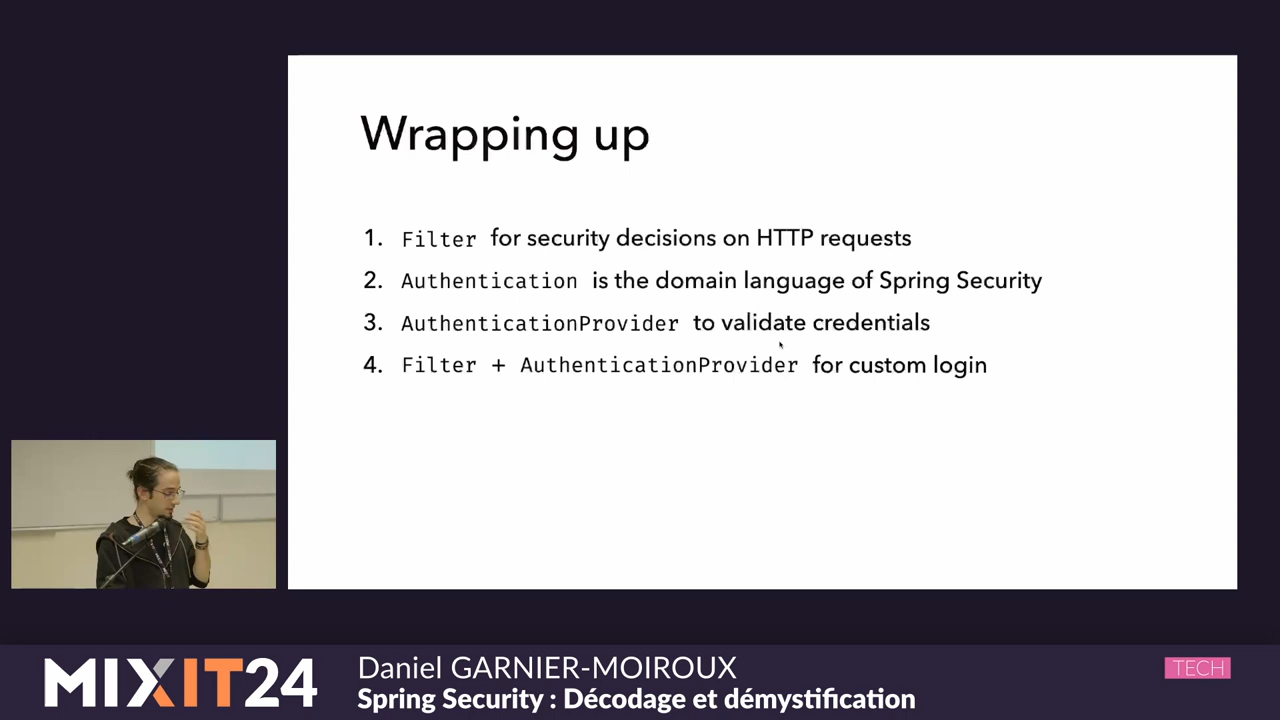 Wrapping up
1. Filter for security decisions on HTTP requests
2. Authentication is the domain language of Spring Security
3. AuthenticationProvider to validate credentials
4. Filter + AuthenticationProvider for custom login
MIXIT24
Daniel GARNIER-MOIROUX
Spring Security : Décodage et démystification
TECH